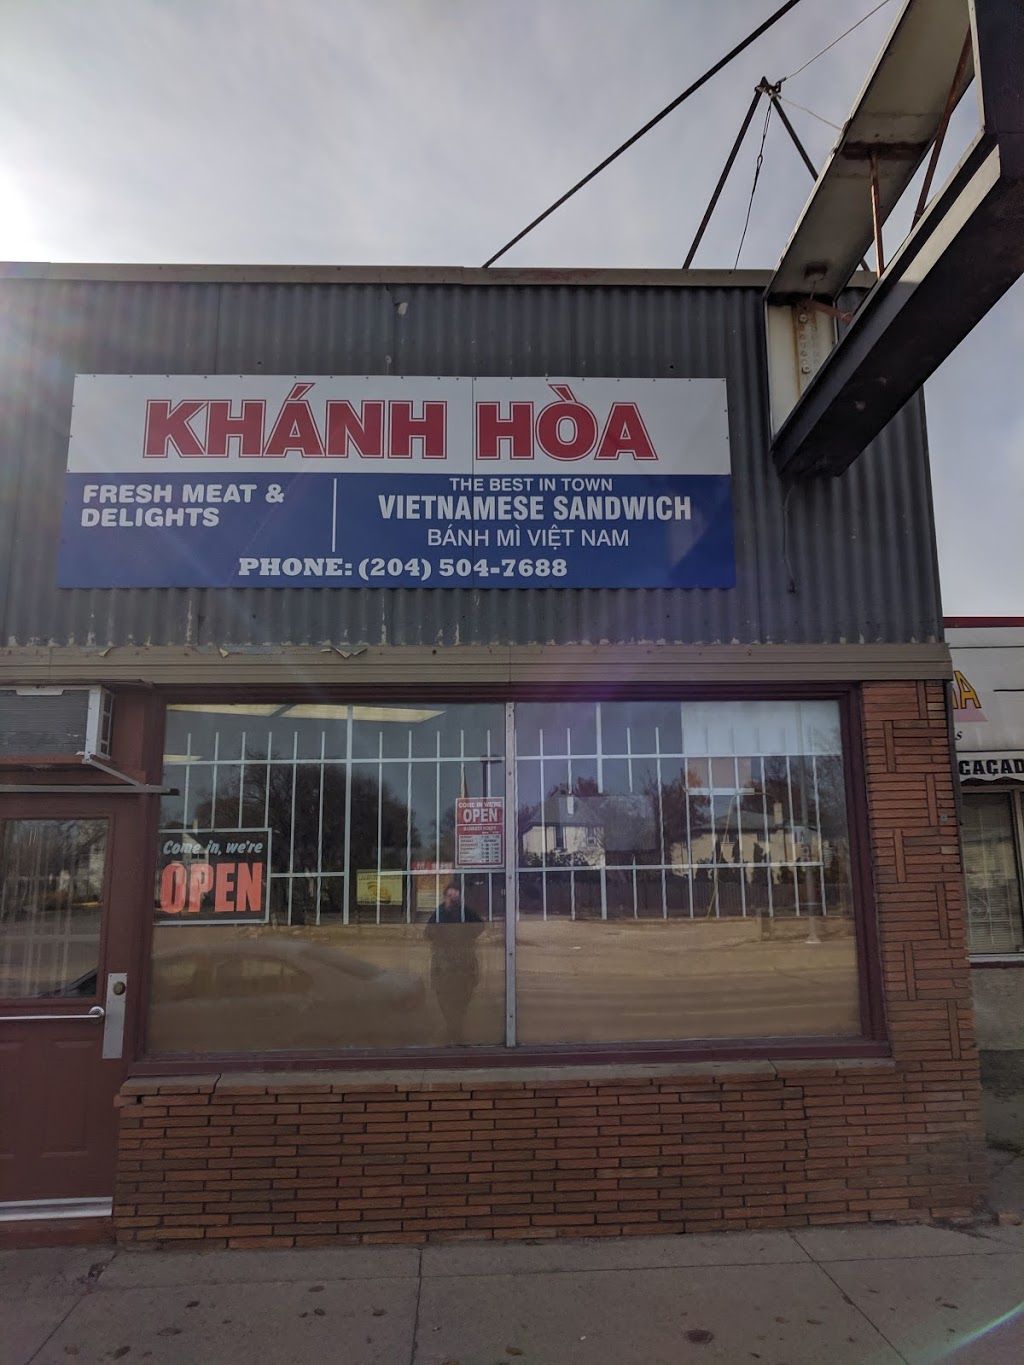 KHÁNH HÒA
FRESH MEAT &
DELIGHTS
THE BEST IN TOWN
VIETNAMESE SANDWICH
BÁNH MÌ VIỆT NAM
PHONE: (204) 504-7688
Come in, we're
OPEN
COME IN WE'RE
OPEN
CAÇAD